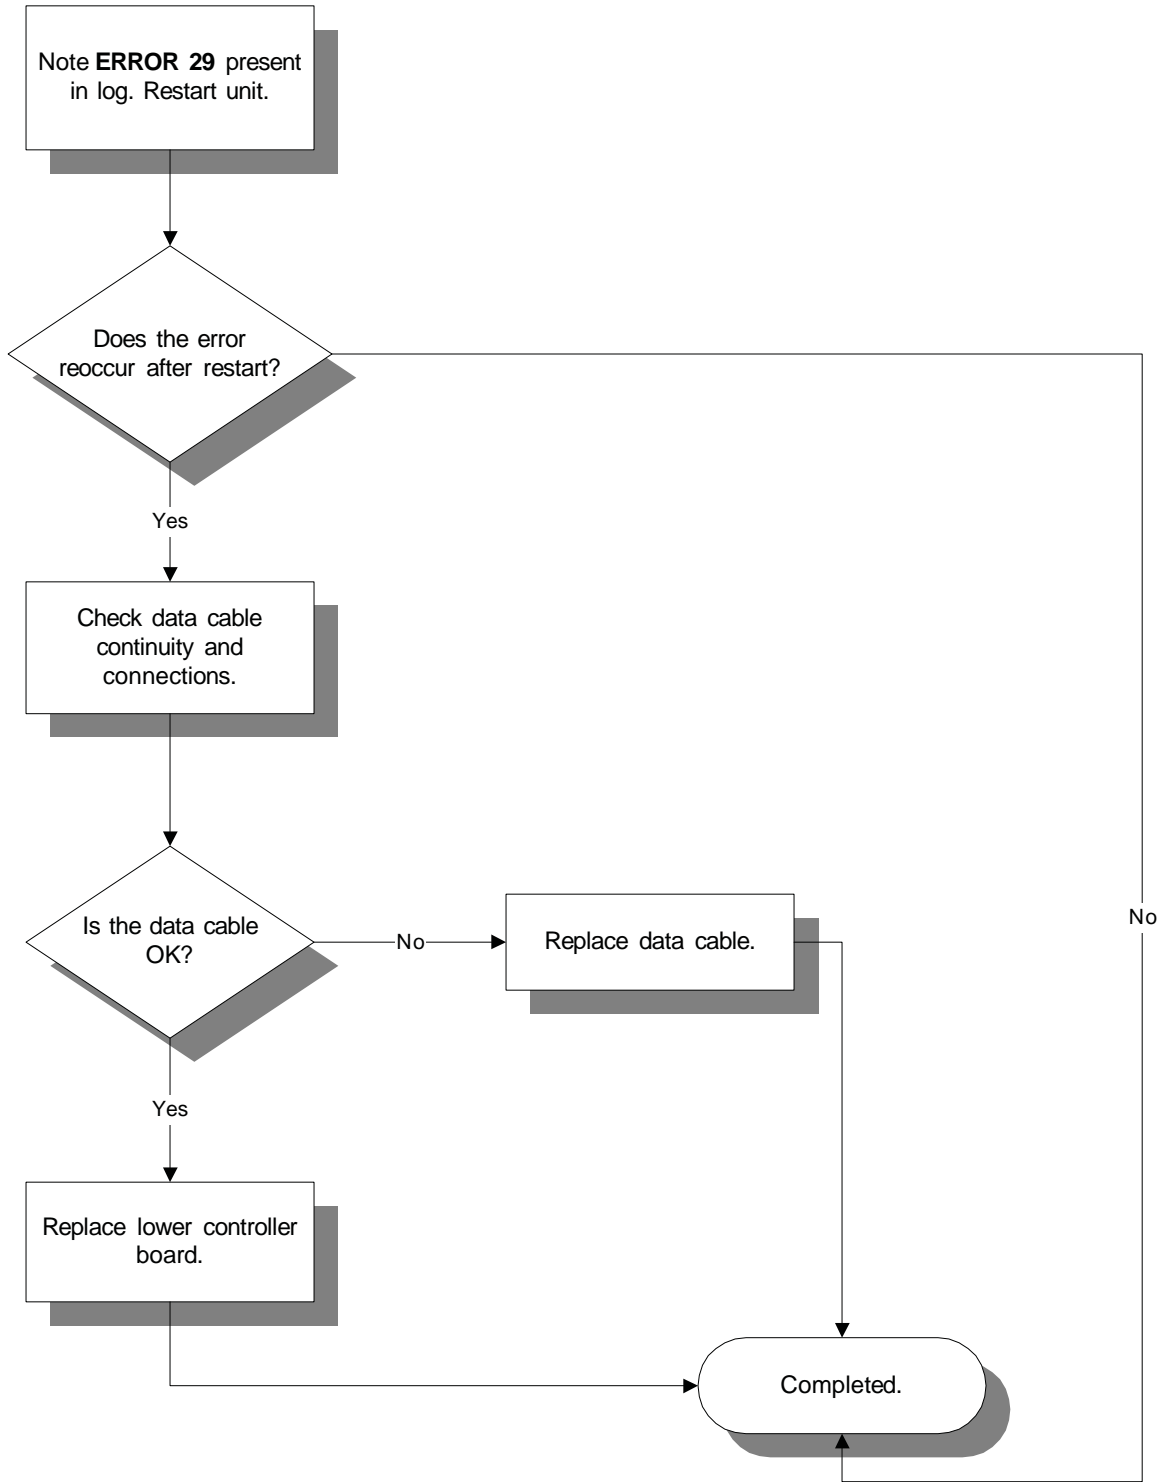 Note ERROR 29 present
in log. Restart unit.
Does the error
reoccur after restart?
Yes
Check data cable
continuity and
connections.
Is the data cable
OK?
No
Replace data cable.
No
Yes
Replace lower controller
board.
Completed.